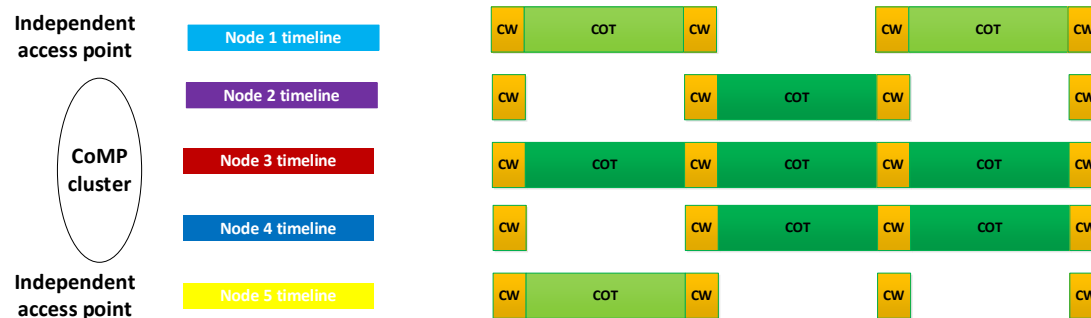 Independent
access point
Node 1 timeline
CW COT CW CW COT CW
Node 2 timeline
CW CW COT CW CW
CoMP
cluster
Node 3 timeline
CW COT CW COT CW COT CW
Node 4 timeline
CW CW COT CW COT CW
Independent
access point
Node 5 timeline
CW COT CW CW CW